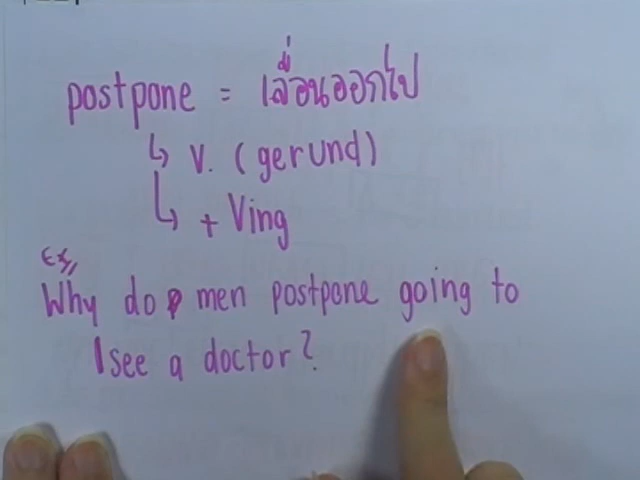 postpone = เลื่อนออกไป
↳ V. (gerund)
↳ + Ving
Ex,,
Why do men postpone going to
see a doctor?